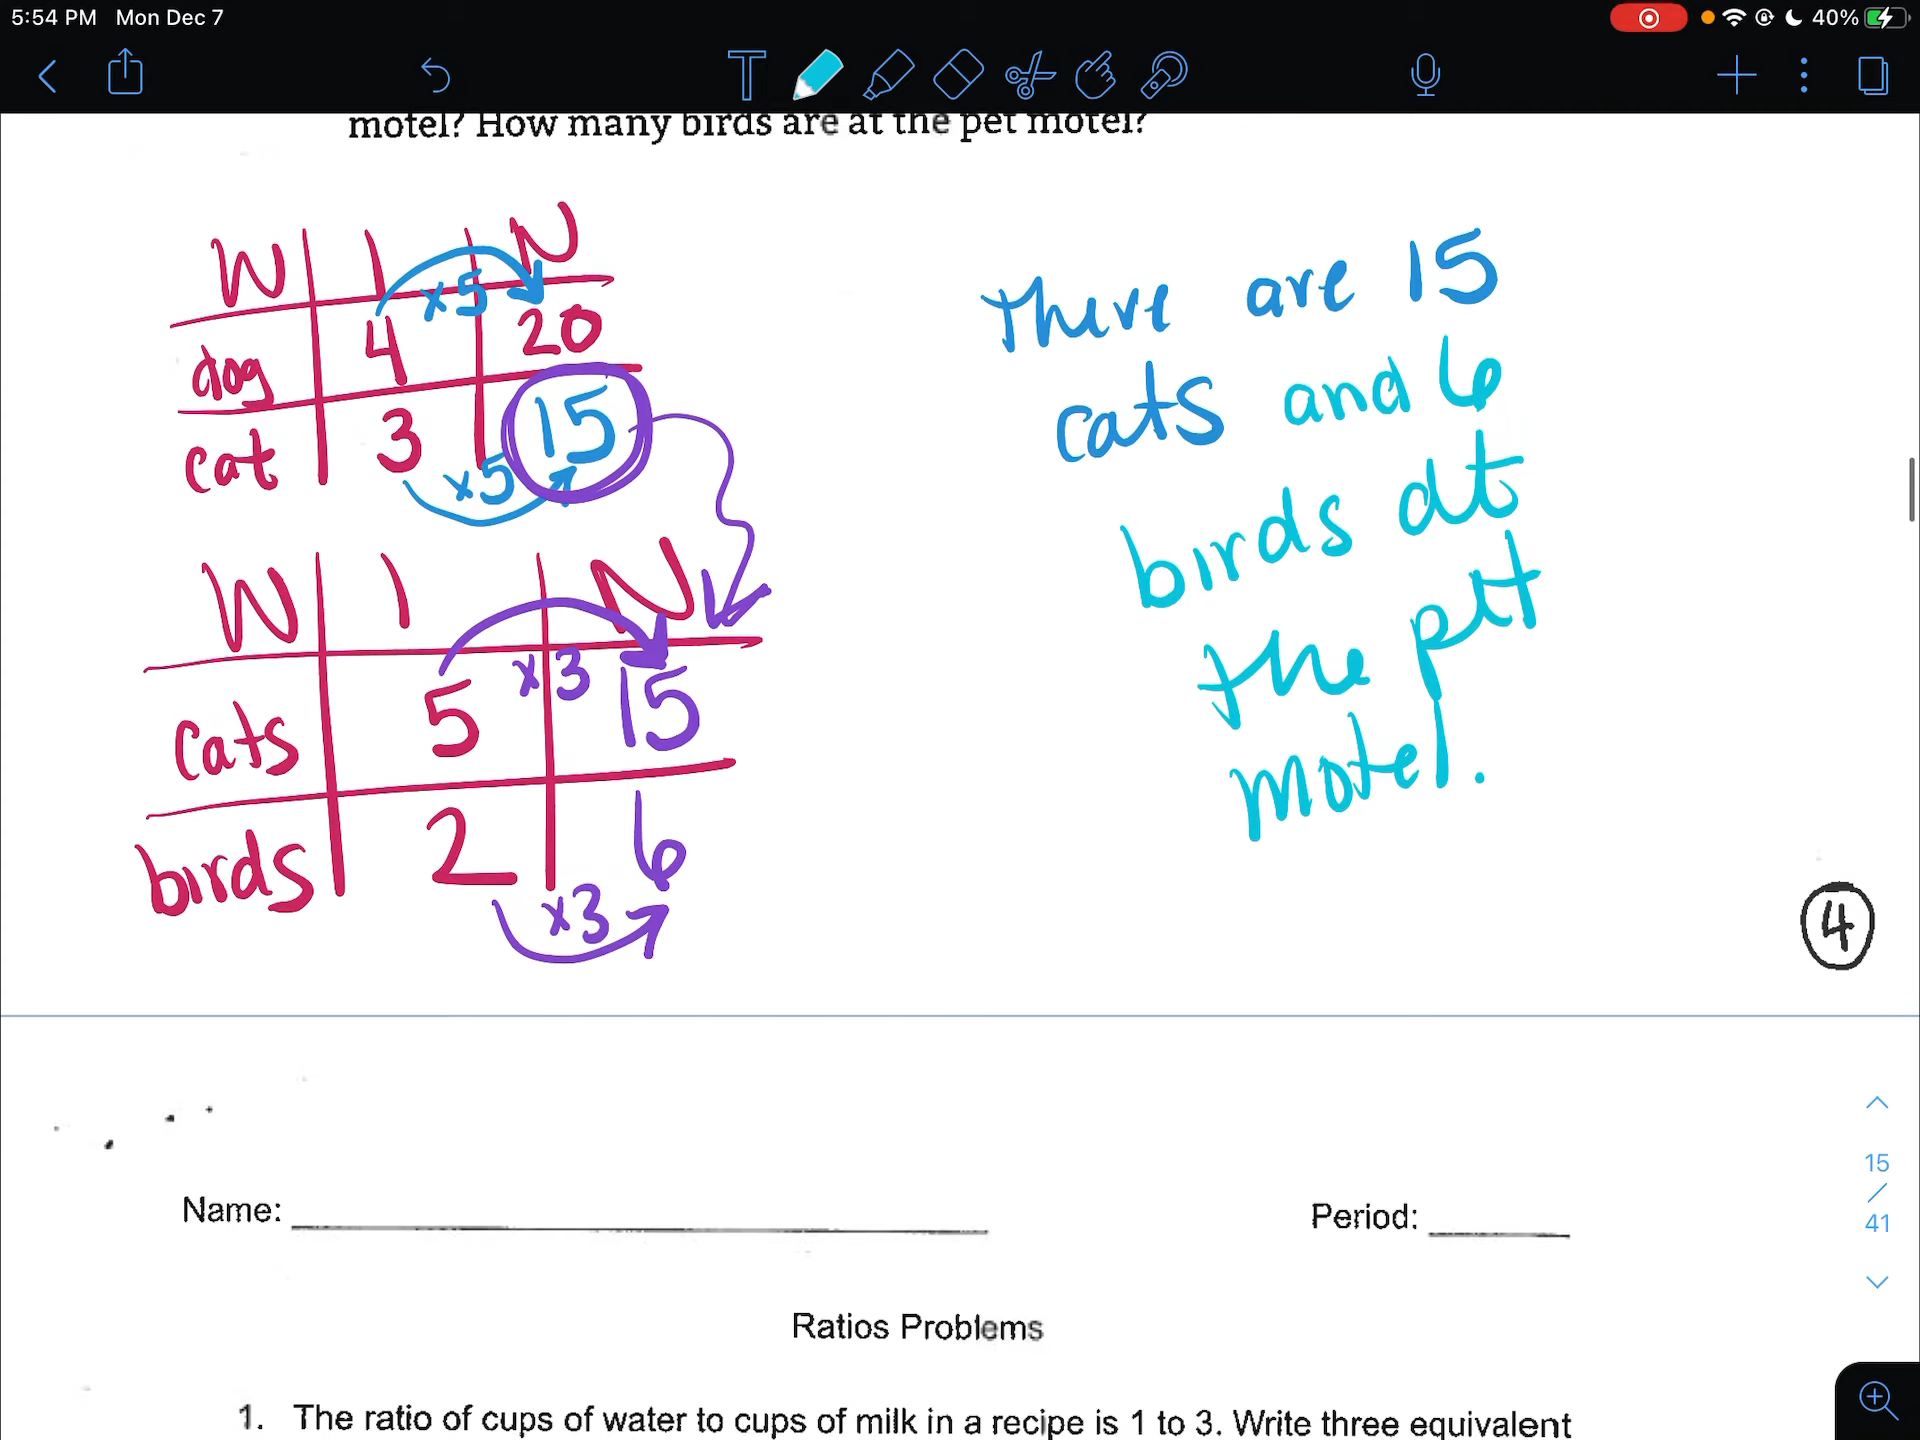 5:54 PM Mon Dec 7
40%
T
motel? How many birds are at the pet motel?
W 1 N
×5
dog 4 20
cat 3 15
×5
W 1 N
×3
cats 5 15
birds 2 6
×3
There are 15
cats and 6
birds at
the pet
motel.
4
Name:
Period:
15
/
41
Ratios Problems
1. The ratio of cups of water to cups of milk in a recipe is 1 to 3. Write three equivalent